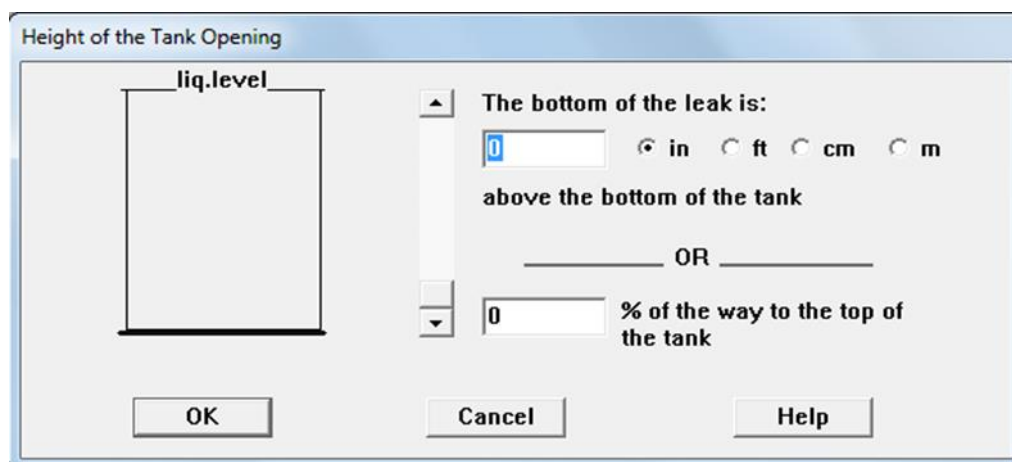 Height of the Tank Opening
liq.level
The bottom of the leak is:
0 in ft cm m
above the bottom of the tank
OR
0 % of the way to the top of
the tank
OK Cancel Help